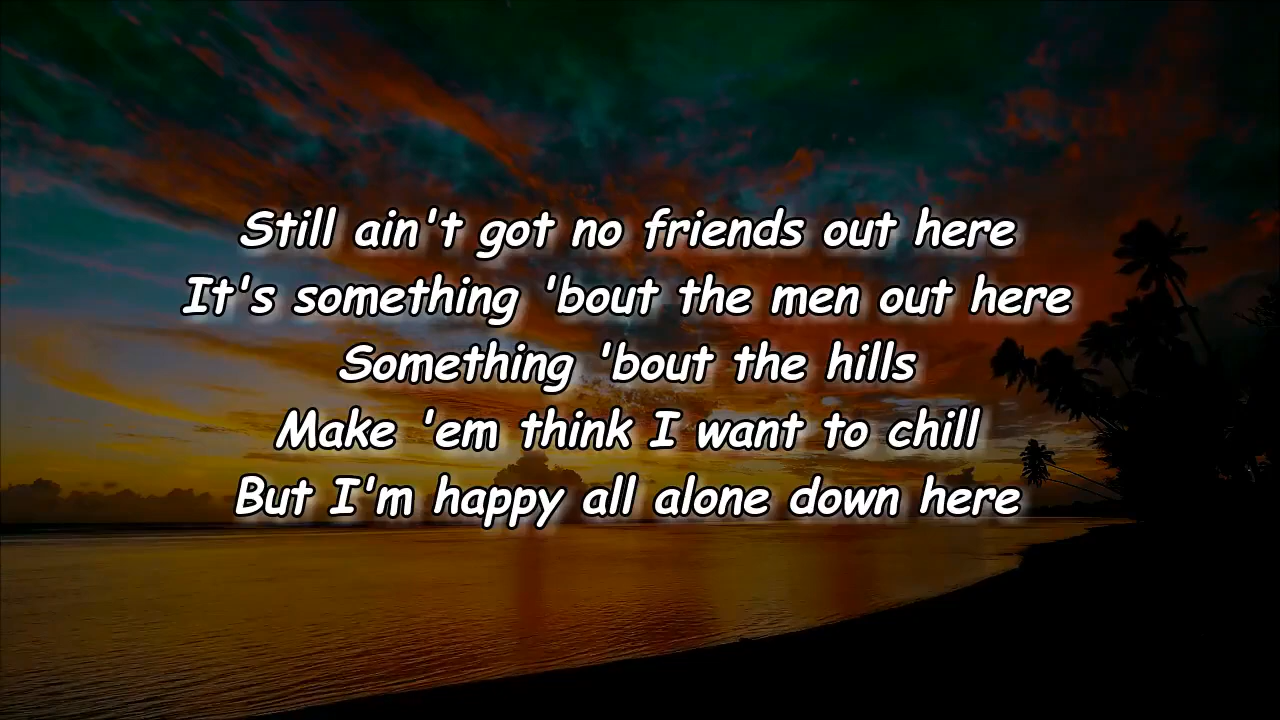 Still ain't got no friends out here
It's something 'bout the men out here
Something 'bout the hills
Make 'em think I want to chill
But I'm happy all alone down here